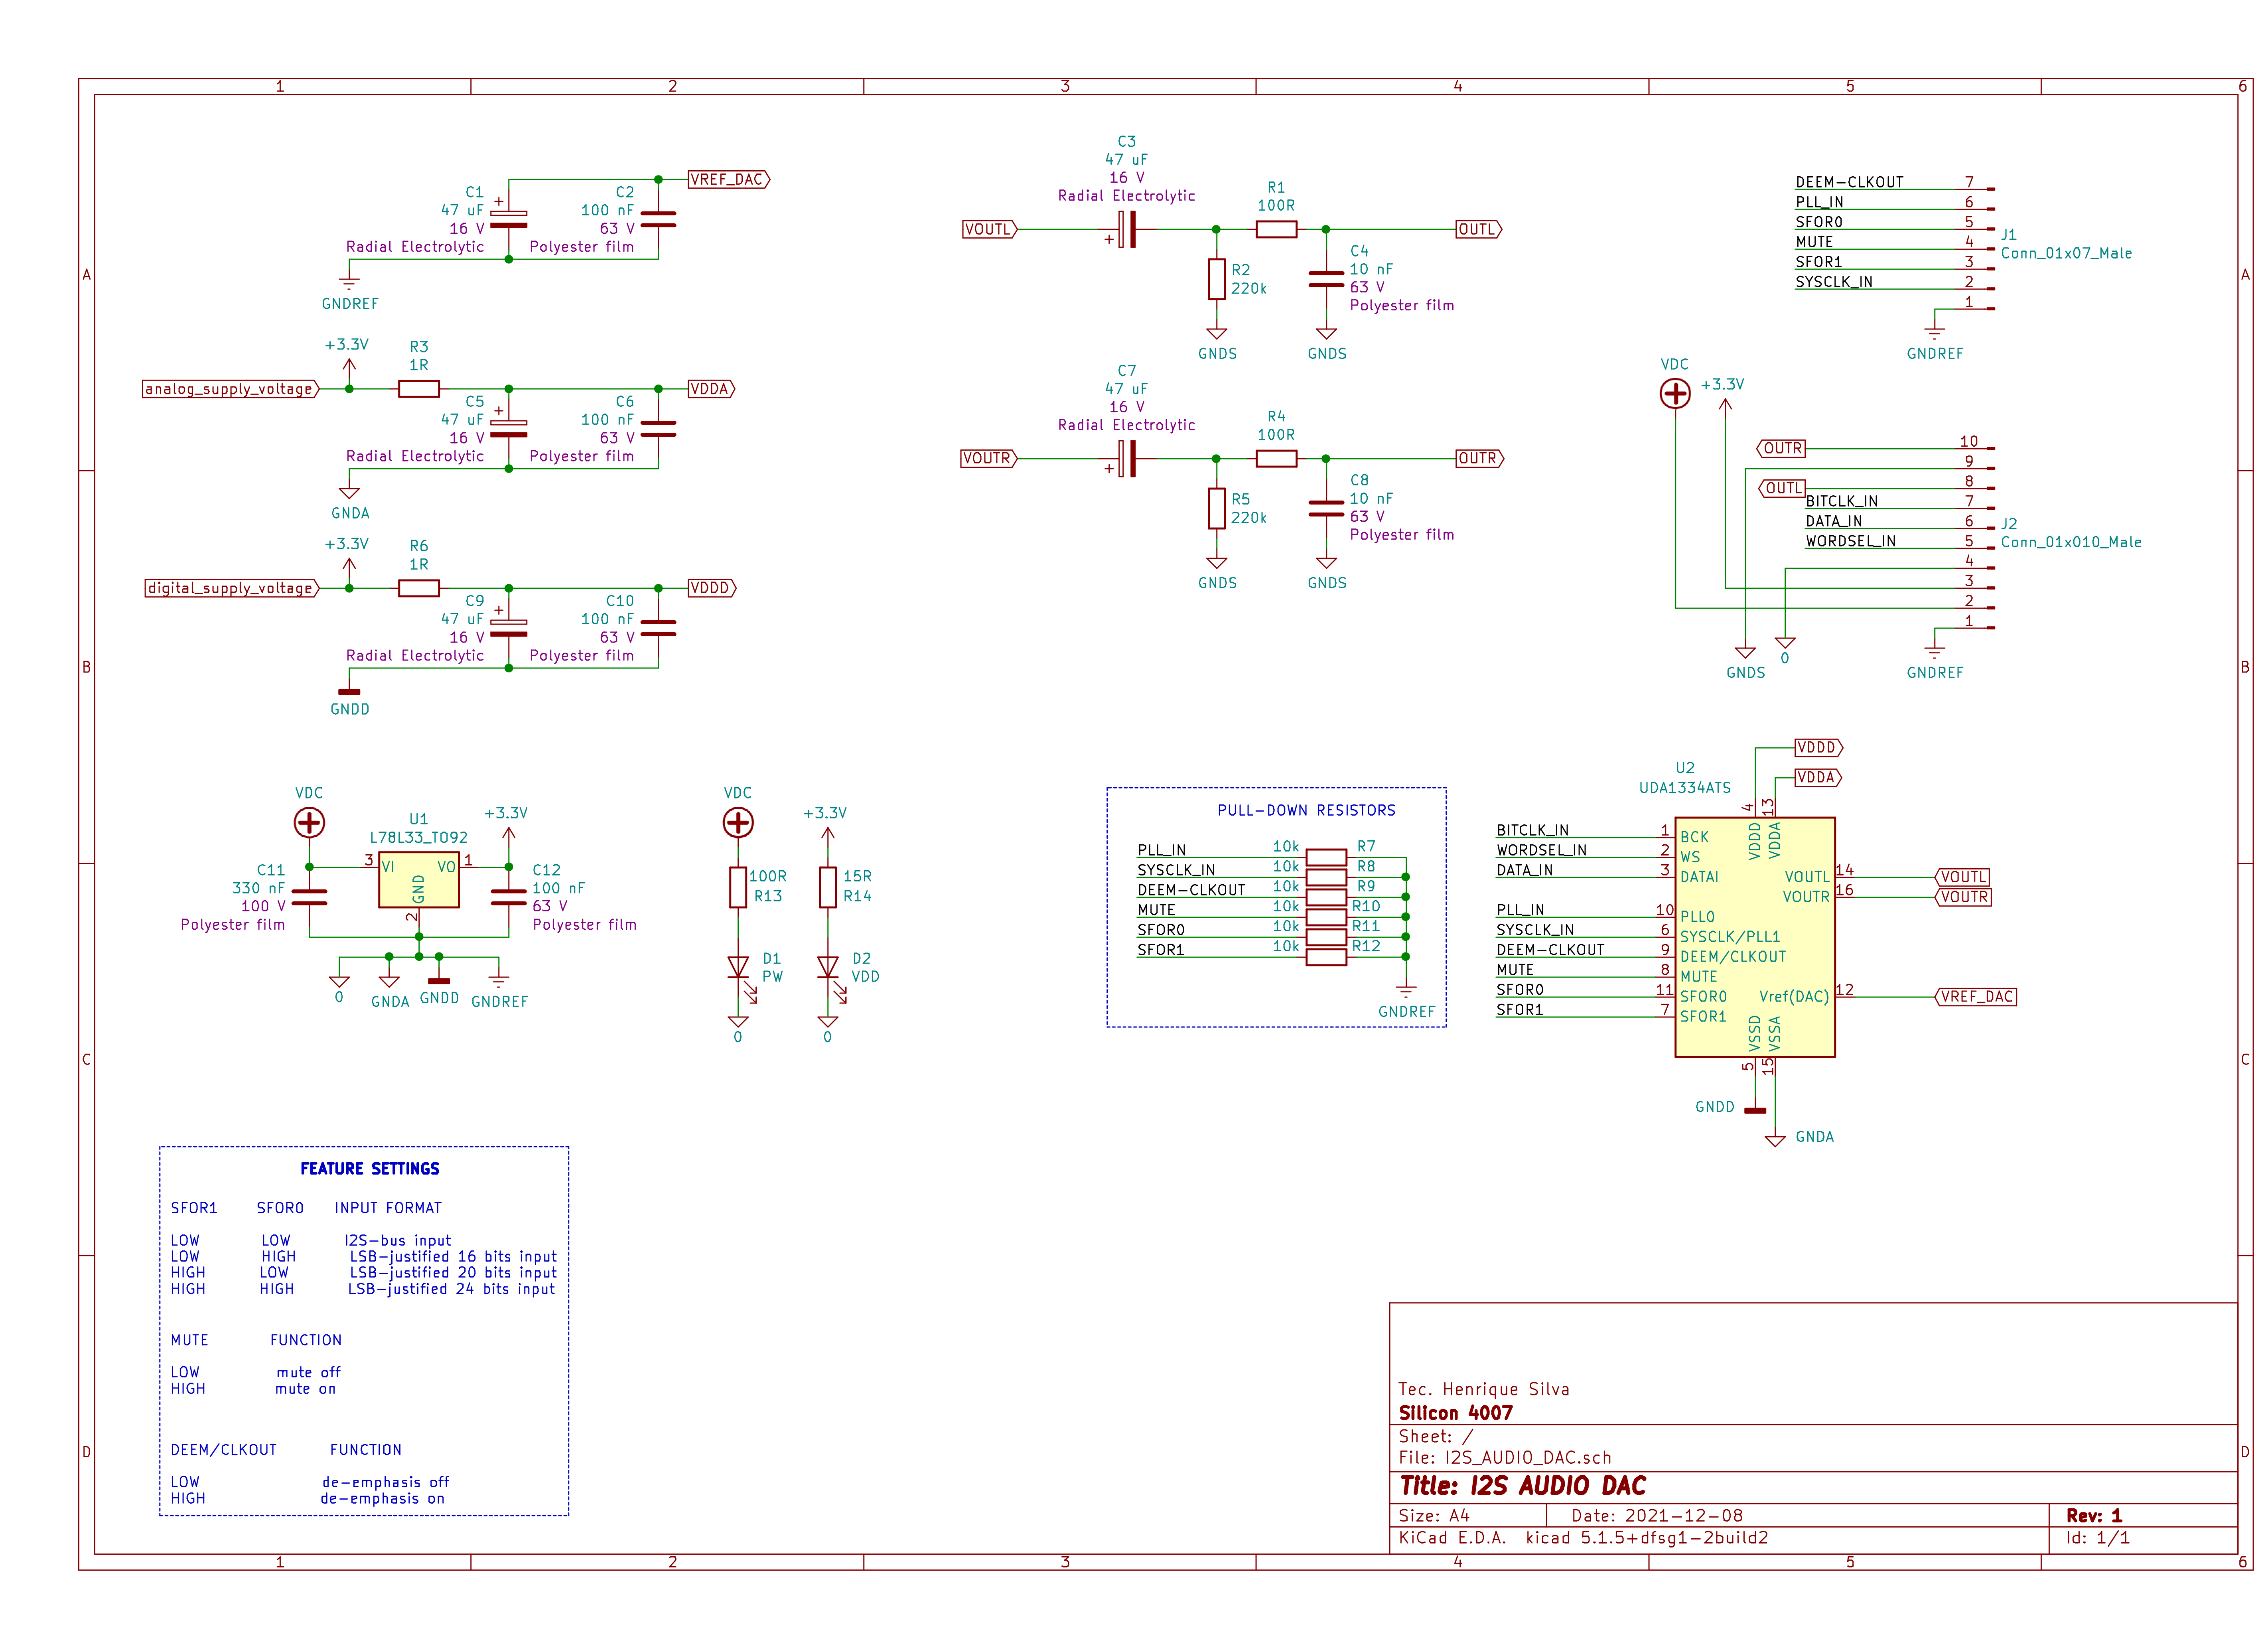 1 2 3 4 5 6
A
B
C
D
C1
47 uF
16 V
Radial Electrolytic
+
C2
100 nF
63 V
Polyester film
VREF_DAC
GNDREF
+3.3V
analog_supply_voltage
R3
1R
C5
47 uF
16 V
Radial Electrolytic
+
C6
100 nF
63 V
Polyester film
VDDA
GNDA
+3.3V
digital_supply_voltage
R6
1R
C9
47 uF
16 V
Radial Electrolytic
+
C10
100 nF
63 V
Polyester film
VDDD
GNDD
C3
47 uF
16 V
Radial Electrolytic
VOUTL
+
R1
100R
R2
220k
GNDS
C4
10 nF
63 V
Polyester film
GNDS
OUTL
C7
47 uF
16 V
Radial Electrolytic
VOUTR
+
R4
100R
R5
220k
GNDS
C8
10 nF
63 V
Polyester film
GNDS
OUTR
DEEM-CLKOUT 7
PLL_IN 6
SFOR0 5
MUTE 4
SFOR1 3
SYSCLK_IN 2
1
J1
Conn_01x07_Male
GNDREF
VDC
+3.3V
OUTR 10
9
OUTL 8
BITCLK_IN 7
DATA_IN 6
WORDSEL_IN 5
4
3
2
1
J2
Conn_01x010_Male
GNDS
0
GNDREF
VDC
C11
330 nF
100 V
Polyester film
U1
L78L33_TO92
3 VI VO 1
GND
2
+3.3V
C12
100 nF
63 V
Polyester film
0
GNDA
GNDD
GNDREF
VDC
100R
R13
D1
PW
0
+3.3V
15R
R14
D2
VDD
0
PULL-DOWN RESISTORS
PLL_IN 10k R7
SYSCLK_IN 10k R8
DEEM-CLKOUT 10k R9
MUTE 10k R10
SFOR0 10k R11
SFOR1 10k R12
GNDREF
U2
UDA1334ATS
VDDD
VDDA
4 13
VDDD VDDA
BITCLK_IN 1 BCK
WORDSEL_IN 2 WS
DATA_IN 3 DATAI
PLL_IN 10 PLL0
SYSCLK_IN 6 SYSCLK/PLL1
DEEM-CLKOUT 9 DEEM/CLKOUT
MUTE 8 MUTE
SFOR0 11 SFOR0
SFOR1 7 SFOR1
VOUTL 14 VOUTL
VOUTR 16 VOUTR
Vref(DAC) 12 VREF_DAC
VSSD VSSA
5 15
GNDD
GNDA
FEATURE SETTINGS
SFOR1 SFOR0 INPUT FORMAT
LOW LOW I2S-bus input
LOW HIGH LSB-justified 16 bits input
HIGH LOW LSB-justified 20 bits input
HIGH HIGH LSB-justified 24 bits input
MUTE FUNCTION
LOW mute off
HIGH mute on
DEEM/CLKOUT FUNCTION
LOW de-emphasis off
HIGH de-emphasis on
Tec. Henrique Silva
Silicon 4007
Sheet: /
File: I2S_AUDIO_DAC.sch
Title: I2S AUDIO DAC
Size: A4 Date: 2021-12-08 Rev: 1
KiCad E.D.A. kicad 5.1.5+dfsg1-2build2 Id: 1/1
A
B
C
D
1 2 3 4 5 6